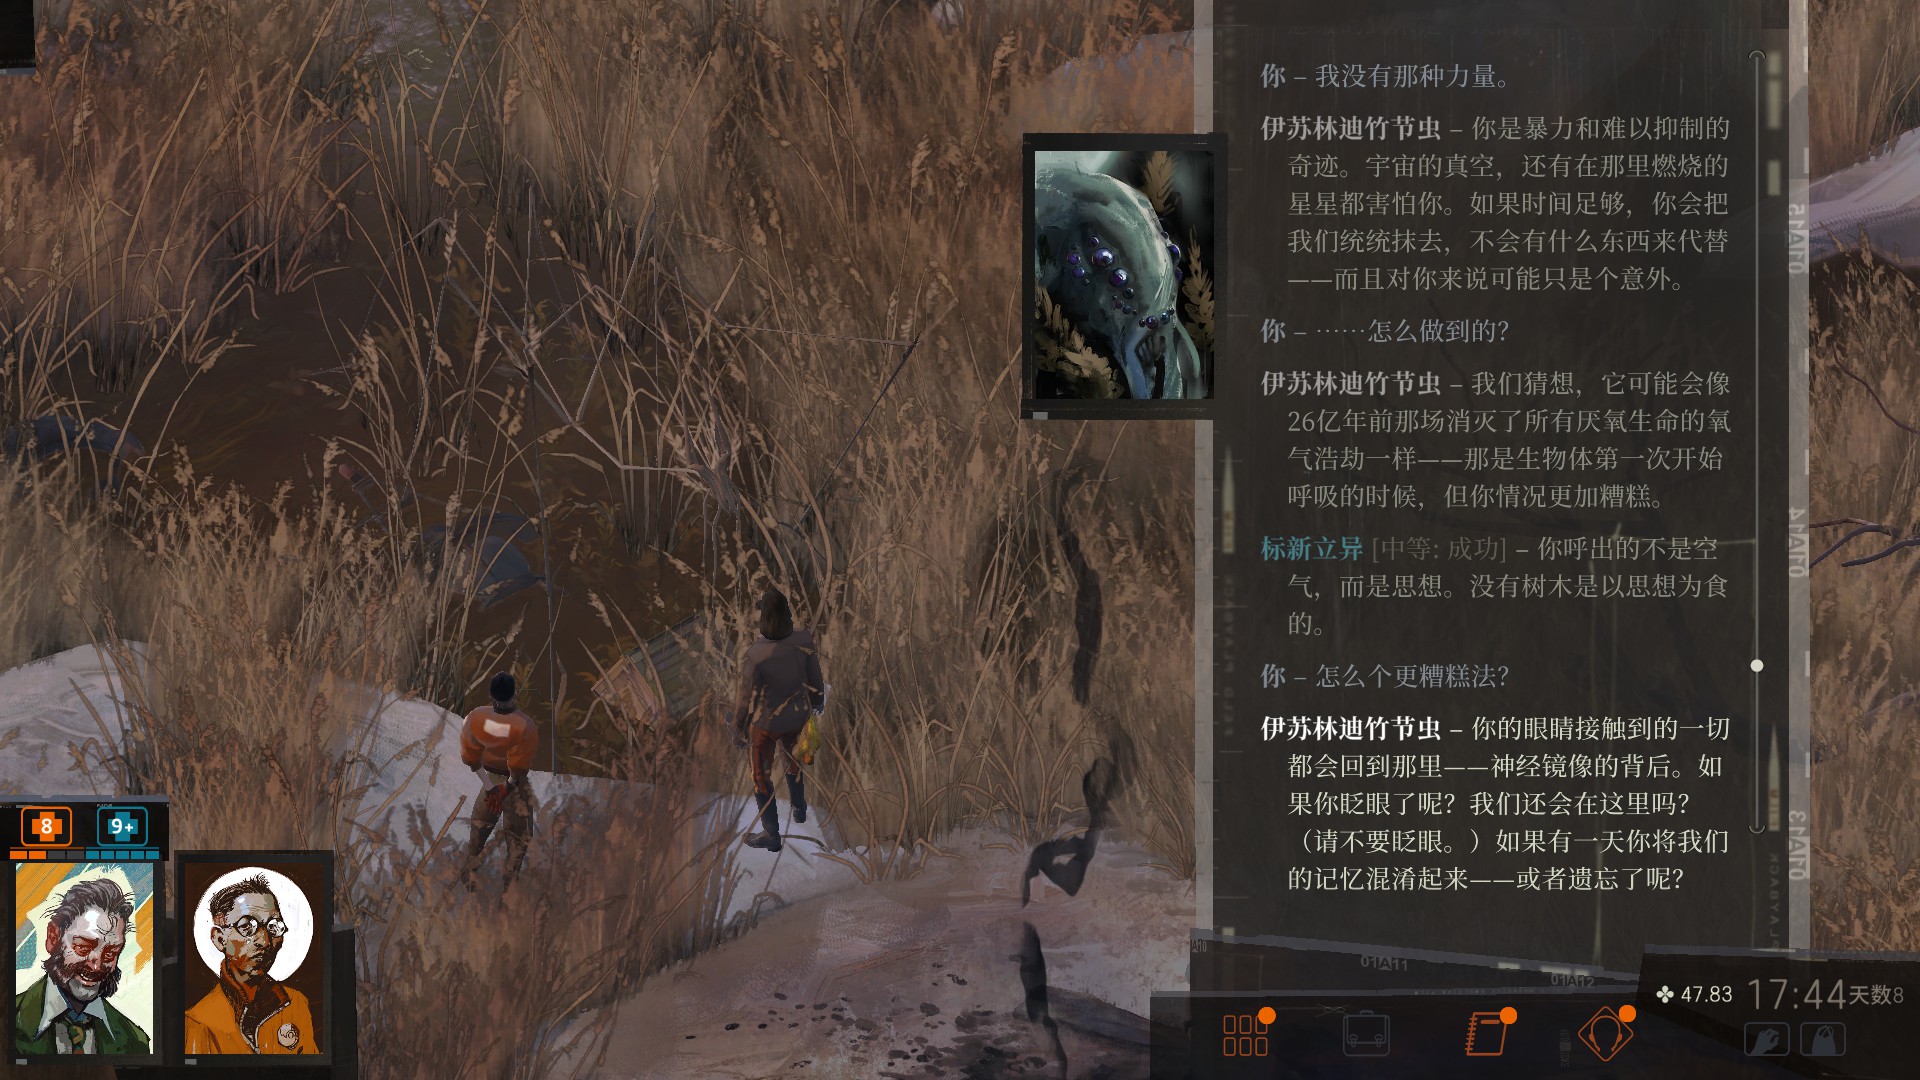 你 – 我没有那种力量。
伊苏林迪竹节虫 – 你是暴力和难以抑制的
奇迹。宇宙的真空，还有在那里燃烧的
星星都害怕你。如果时间足够，你会把
我们统统抹去，不会有什么东西来代替
——而且对你来说可能只是个意外。
你 – ……怎么做到的？
伊苏林迪竹节虫 – 我们猜想，它可能会像
26亿年前那场消灭了所有厌氧生命的氧
气浩劫一样——那是生物体第一次开始
呼吸的时候，但你情况更加糟糕。
标新立异 [中等: 成功] – 你呼出的不是空
气，而是思想。没有树木是以思想为食
的。
你 – 怎么个更糟糕法？
伊苏林迪竹节虫 – 你的眼睛接触到的一切
都会回到那里——神经镜像的背后。如
果你眨眼了呢？我们还会在这里吗？
（请不要眨眼。）如果有一天你将我们
的记忆混淆起来——或者遗忘了呢？
8
9+
01A11
01A12
47.83
17:44天数8